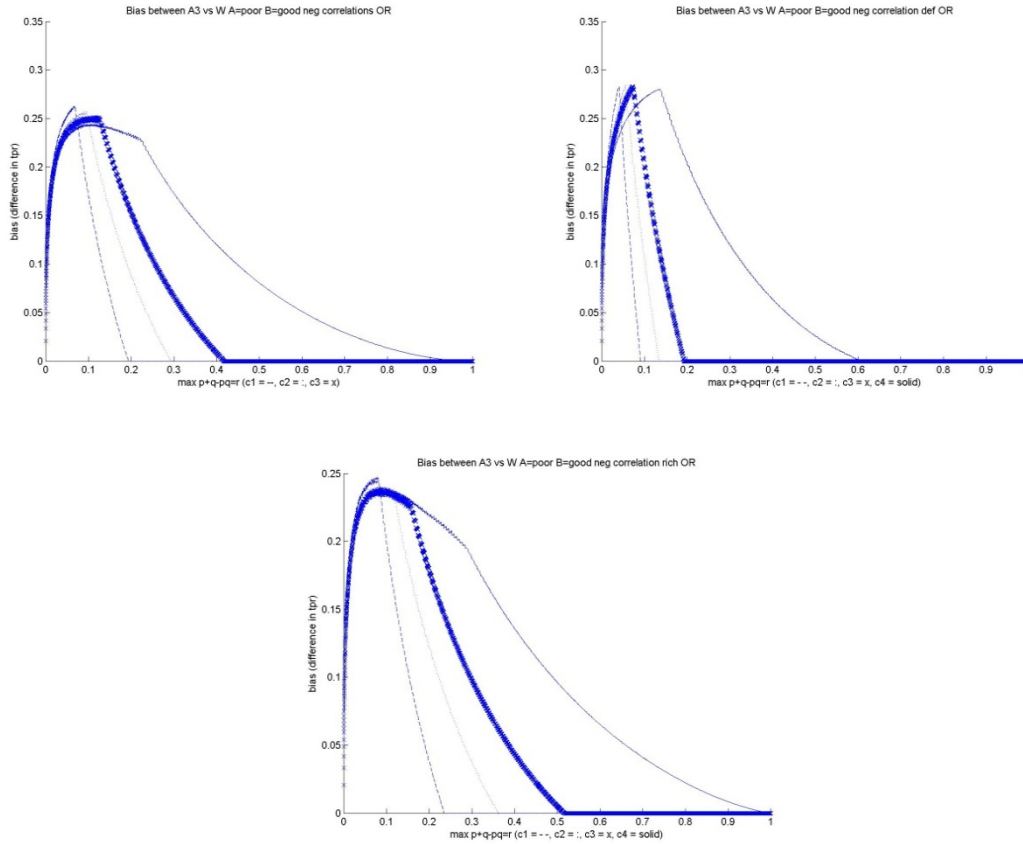 Bias between A3 vs W A=poor B=good neg correlations OR
0.35
0.3
0.25
0.2
0.15
0.1
0.05
0
bias (difference in tpr)
0 0.1 0.2 0.3 0.4 0.5 0.6 0.7 0.8 0.9 1
max p+q-pq=r (c1 = --, c2 = :, c3 = x)
Bias between A3 vs W A=poor B=good neg correlation def OR
0.35
0.3
0.25
0.2
0.15
0.1
0.05
0
bias (difference in tpr)
0 0.1 0.2 0.3 0.4 0.5 0.6 0.7 0.8 0.9
max p+q-pq=r (c1 = - -, c2 = :, c3 = x, c4 = solid)
Bias between A3 vs W A=poor B=good neg correlation rich OR
0.25
0.2
0.15
0.1
0.05
0
bias (difference in tpr)
0 0.1 0.2 0.3 0.4 0.5 0.6 0.7 0.8 0.9 1
max p+q-pq=r (c1 = - -, c2 = :, c3 = x, c4 = solid)